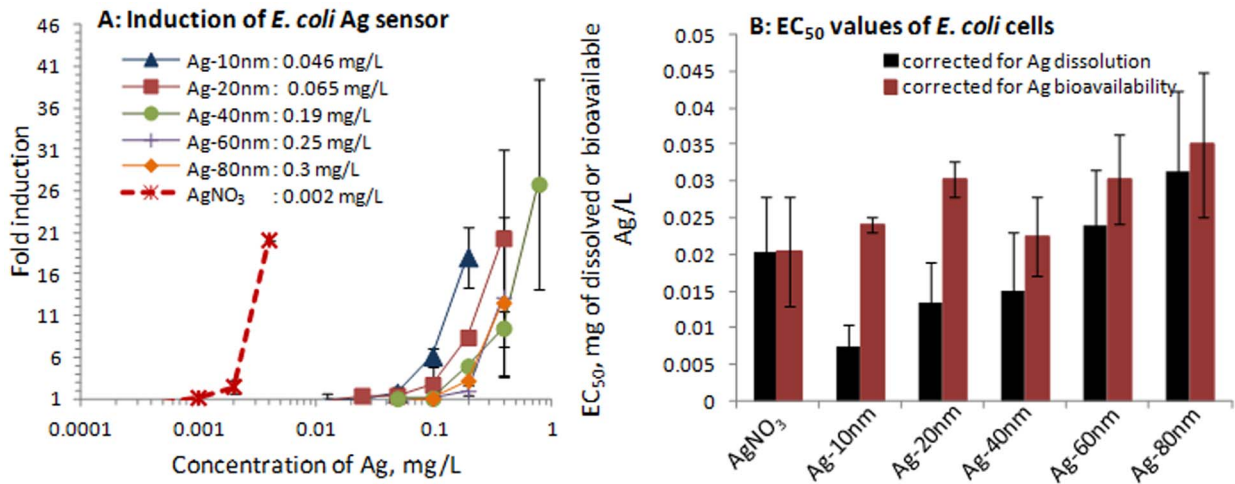 A: Induction of E. coli Ag sensor
46
41
36
31
26
21
16
11
6
1
Fold induction
Ag-10nm : 0.046 mg/L
Ag-20nm : 0.065 mg/L
Ag-40nm : 0.19 mg/L
Ag-60nm : 0.25 mg/L
Ag-80nm : 0.3 mg/L
AgNO₃ : 0.002 mg/L
0.0001 0.001 0.01 0.1 1
Concentration of Ag, mg/L
B: EC₅₀ values of E. coli cells
EC₅₀, mg of dissolved or bioavailable
Ag/L
0.05
0.045
0.04
0.035
0.03
0.025
0.02
0.015
0.01
0.005
0
corrected for Ag dissolution
corrected for Ag bioavailability
AgNO₃ Ag-10nm Ag-20nm Ag-40nm Ag-60nm Ag-80nm